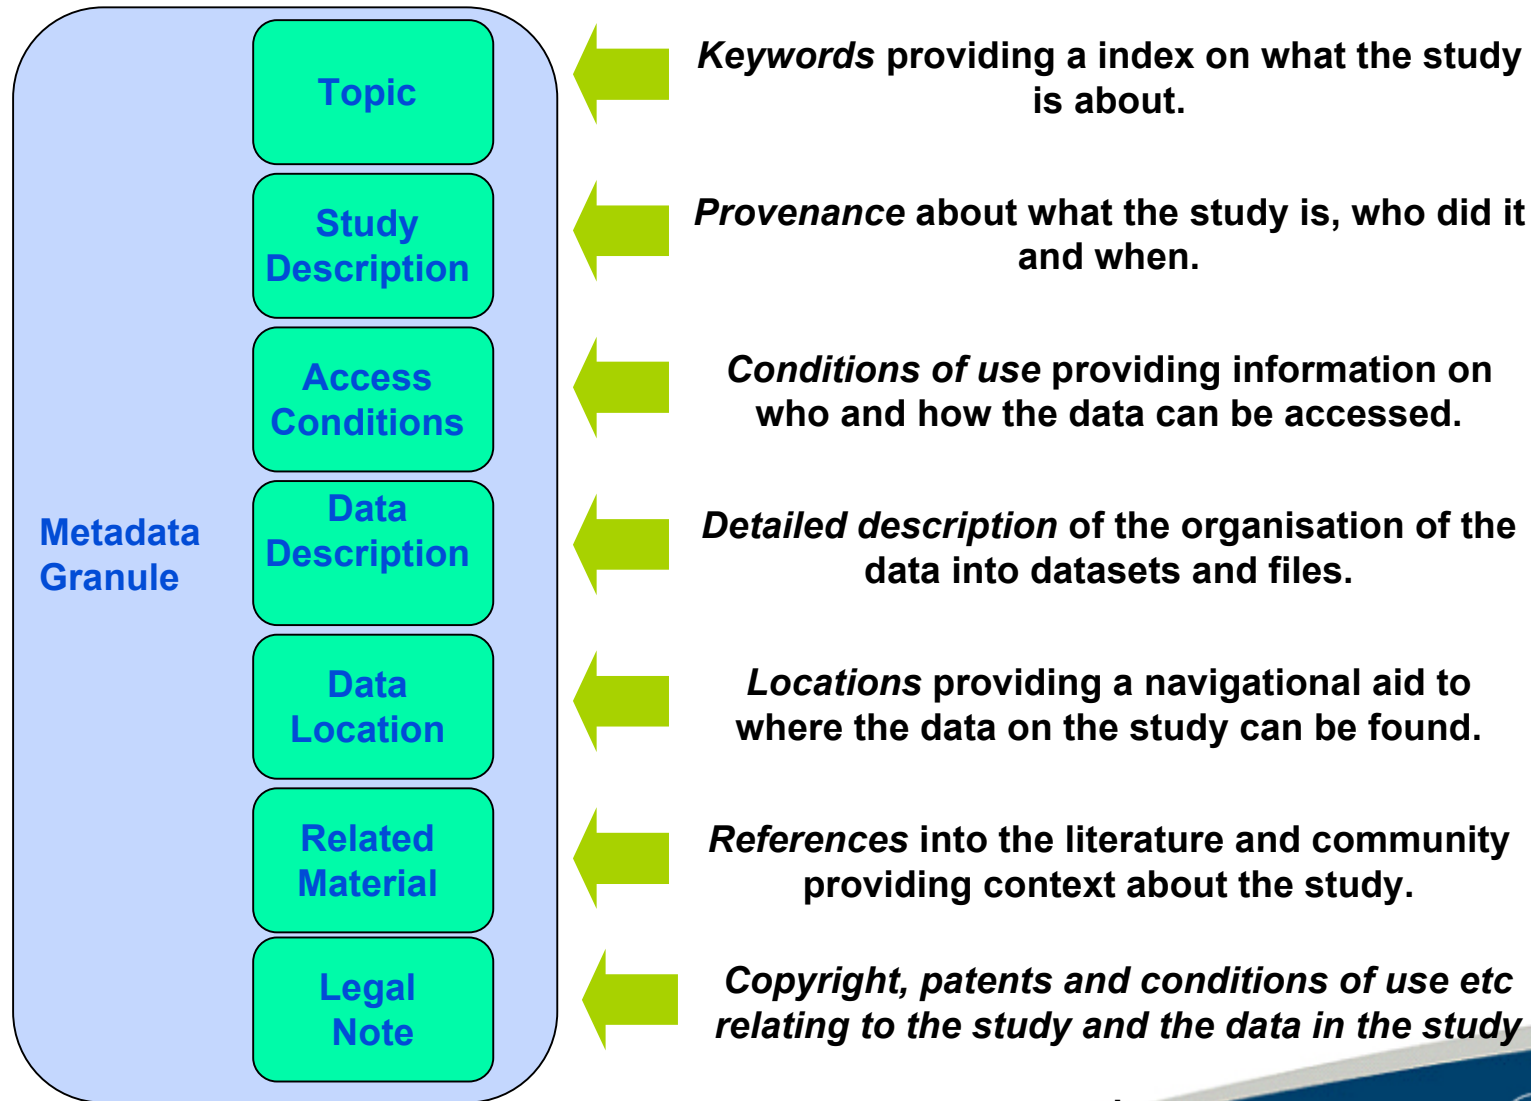 Topic
Keywords providing a index on what the study
is about.
Study
Description
Provenance about what the study is, who did it
and when.
Access
Conditions
Conditions of use providing information on
who and how the data can be accessed.
Metadata
Granule
Data
Description
Detailed description of the organisation of the
data into datasets and files.
Data
Location
Locations providing a navigational aid to
where the data on the study can be found.
Related
Material
References into the literature and community
providing context about the study.
Legal
Note
Copyright, patents and conditions of use etc
relating to the study and the data in the study